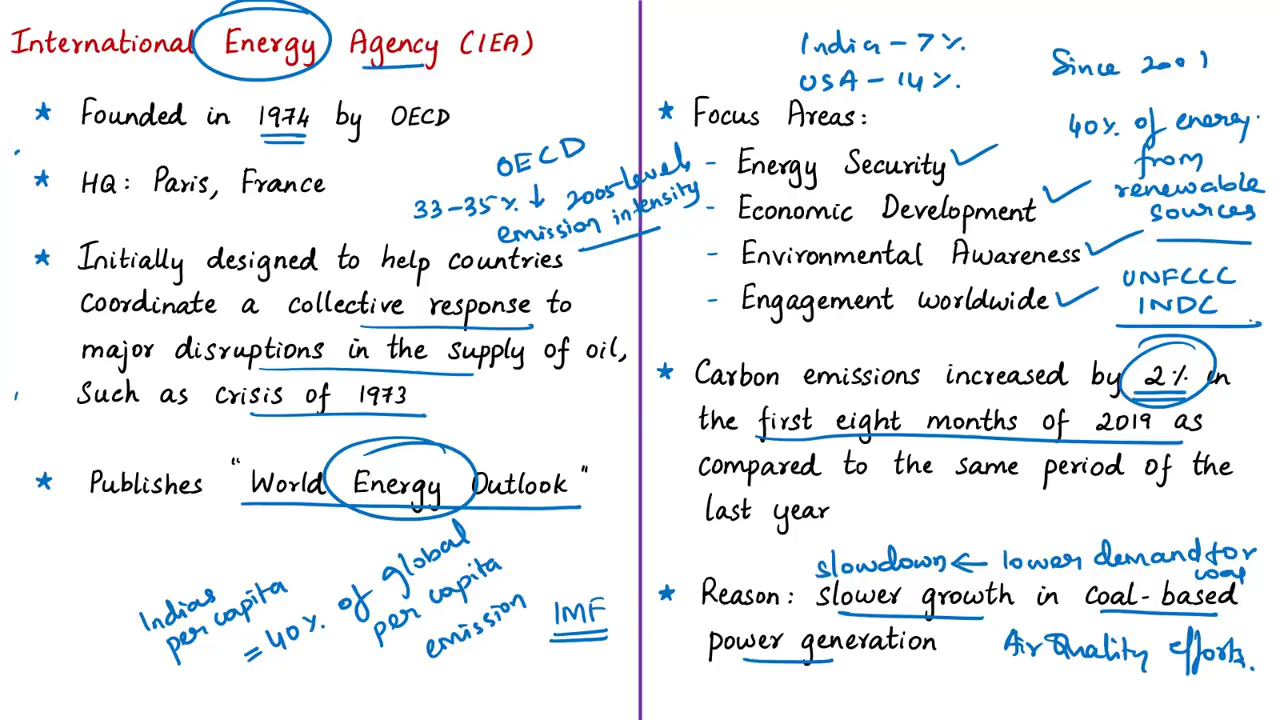 International Energy Agency (IEA)
* Founded in 1974 by OECD
* HQ: Paris, France
OECD
33-35% ↓ 2005-levels
emission intensity
* Initially designed to help countries
coordinate a collective response to
major disruptions in the supply of oil,
Such as crisis of 1973
* Publishes "World Energy Outlook"
Indias
per capita
= 40% of global
per capita
emission
IMF
India - 7%.
USA - 14%.
Since 2001
* Focus Areas:
- Energy Security
- Economic Development
- Environmental Awareness
- Engagement worldwide
40% of energy
from
renewable
sources
UNFCCC
INDC
* Carbon emissions increased by 2% in
the first eight months of 2019 as
compared to the same period of the
last year
slowdown ← lower demand for
coal
* Reason: slower growth in coal-based
power generation
Air Quality efforts.